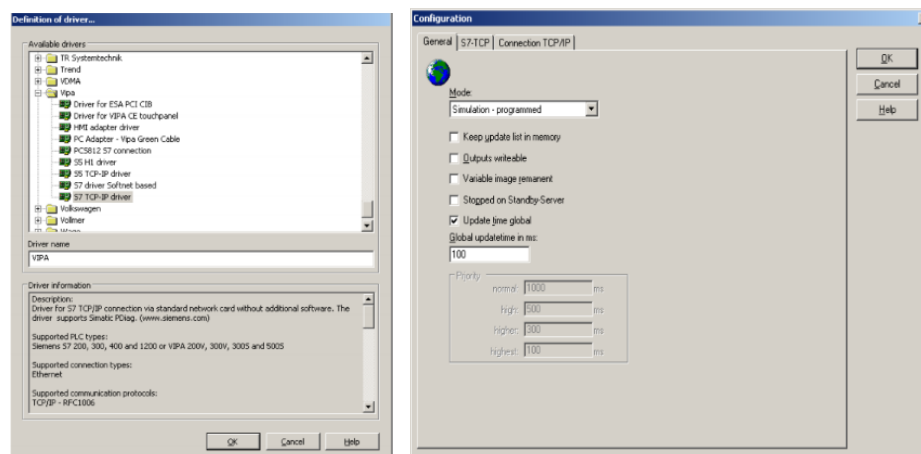 Definition of driver...
Available drivers
TR Systemtechnik
Trend
VDMA
Vipa
Driver for ESA PCI CIB
Driver for VIPA CE touchpanel
HMI adapter driver
PC Adapter - Vipa Green Cable
PC5812 S7 connection
S5 H1 driver
S5 TCP-IP driver
S7 driver Softnet based
S7 TCP-IP driver
Volkswagen
Vollmer
Wago
Driver name
VIPA
Driver information
Description:
Driver for S7 TCP/IP connection via standard network card without additional software. The
driver supports Simatic PDiag. (www.siemens.com)
Supported PLC types:
Siemens S7 200, 300, 400 and 1200 or VIPA 200V, 300V, 300S and 500S
Supported connection types:
Ethernet
Supported communication protocols:
TCP/IP - RFC1006
OK
Cancel
Help
Configuration
General
S7-TCP
Connection TCP/IP
OK
Cancel
Help
Mode:
Simulation - programmed
Keep update list in memory
Outputs writeable
Variable image remanent
Stopped on Standby-Server
Update time global
Global updatetime in ms:
100
Priority
normal: 1000 ms
high: 500 ms
higher: 300 ms
highest: 100 ms